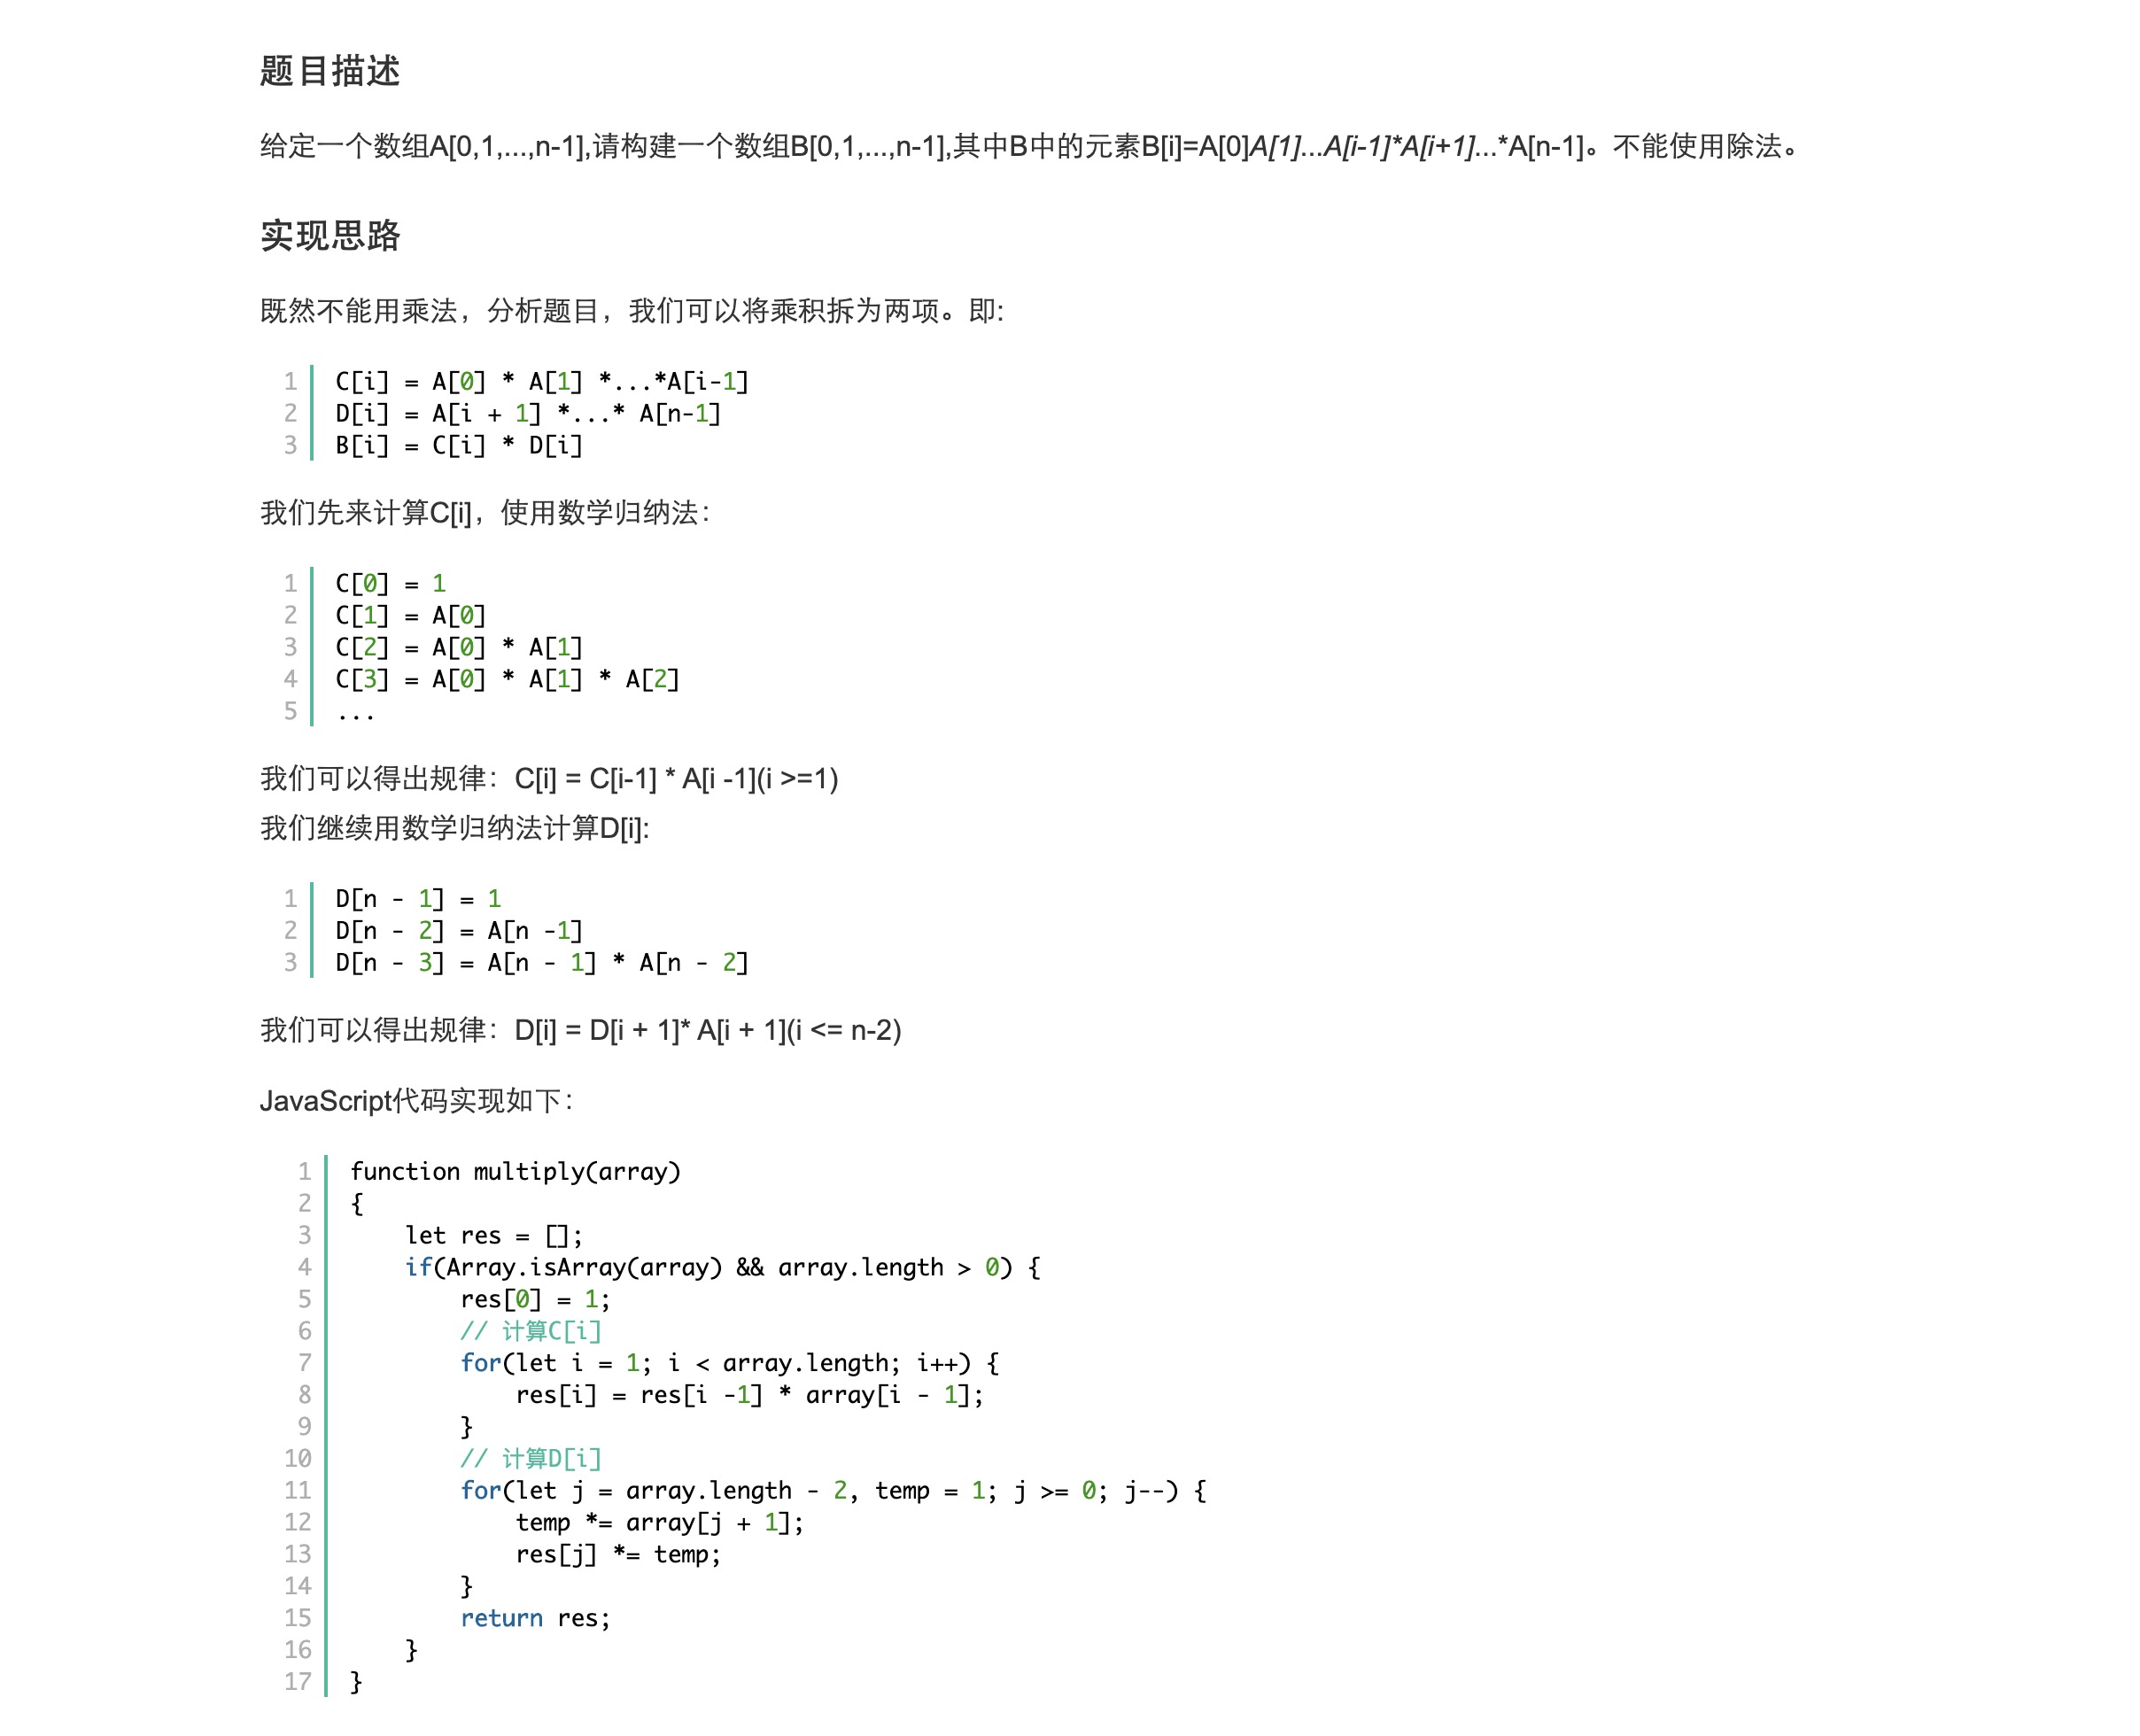 题目描述
给定一个数组A[0,1,...,n-1],请构建一个数组B[0,1,...,n-1],其中B中的元素B[i]=A[0]A[1]...A[i-1]*A[i+1]...*A[n-1]。不能使用除法。
实现思路
既然不能用乘法，分析题目，我们可以将乘积拆为两项。即:
1 C[i] = A[0] * A[1] *...*A[i-1]
2 D[i] = A[i + 1] *...* A[n-1]
3 B[i] = C[i] * D[i]
我们先来计算C[i]，使用数学归纳法：
1 C[0] = 1
2 C[1] = A[0]
3 C[2] = A[0] * A[1]
4 C[3] = A[0] * A[1] * A[2]
5 ...
我们可以得出规律：C[i] = C[i-1] * A[i -1](i >=1)
我们继续用数学归纳法计算D[i]:
1 D[n - 1] = 1
2 D[n - 2] = A[n -1]
3 D[n - 3] = A[n - 1] * A[n - 2]
我们可以得出规律：D[i] = D[i + 1]* A[i + 1](i <= n-2)
JavaScript代码实现如下：
1 function multiply(array)
2 {
3     let res = [];
4     if(Array.isArray(array) && array.length > 0) {
5         res[0] = 1;
6         // 计算C[i]
7         for(let i = 1; i < array.length; i++) {
8             res[i] = res[i -1] * array[i - 1];
9         }
10         // 计算D[i]
11         for(let j = array.length - 2, temp = 1; j >= 0; j--) {
12             temp *= array[j + 1];
13             res[j] *= temp;
14         }
15         return res;
16     }
17 }